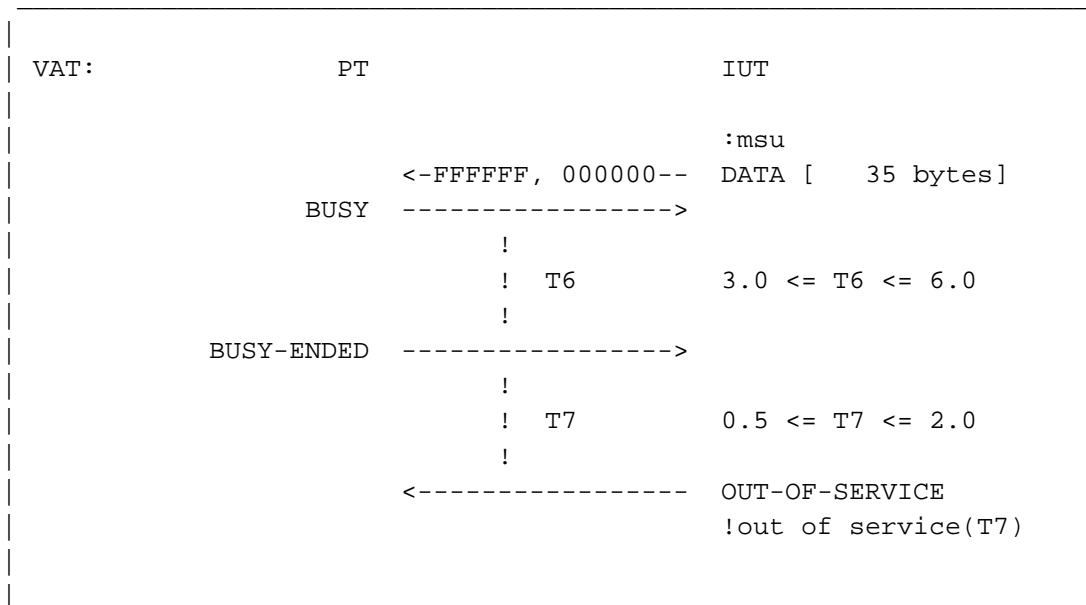 VAT: PT IUT
:msu
<-FFFFFF, 000000-- DATA [ 35 bytes]
BUSY ----------------->
!
! T6 3.0 <= T6 <= 6.0
!
BUSY-ENDED ----------------->
!
! T7 0.5 <= T7 <= 2.0
!
<----------------- OUT-OF-SERVICE
!out of service(T7)